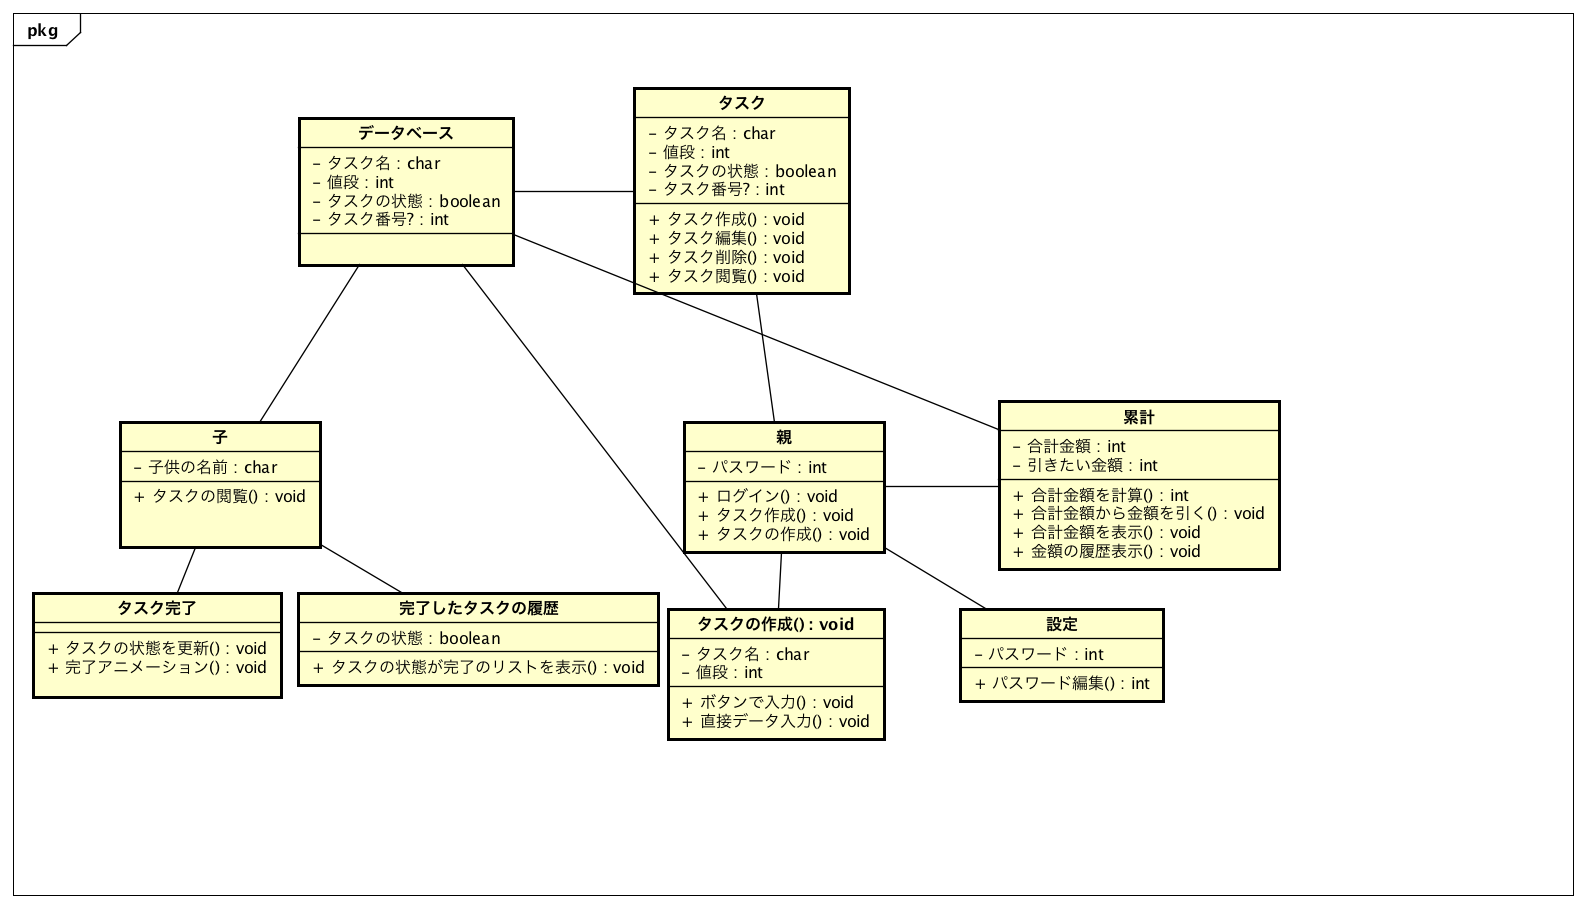 pkg
データベース
– タスク名 : char
– 値段 : int
– タスクの状態 : boolean
– タスク番号? : int
タスク
– タスク名 : char
– 値段 : int
– タスクの状態 : boolean
– タスク番号? : int
+ タスク作成() : void
+ タスク編集() : void
+ タスク削除() : void
+ タスク閲覧() : void
子
– 子供の名前 : char
+ タスクの閲覧() : void
親
– パスワード : int
+ ログイン() : void
+ タスク作成() : void
+ タスクの作成() : void
累計
– 合計金額 : int
– 引きたい金額 : int
+ 合計金額を計算() : int
+ 合計金額から金額を引く() : void
+ 合計金額を表示() : void
+ 金額の履歴表示() : void
タスク完了
+ タスクの状態を更新() : void
+ 完了アニメーション() : void
完了したタスクの履歴
– タスクの状態 : boolean
+ タスクの状態が完了のリストを表示() : void
タスクの作成() : void
– タスク名 : char
– 値段 : int
+ ボタンで入力() : void
+ 直接データ入力() : void
設定
– パスワード : int
+ パスワード編集() : int